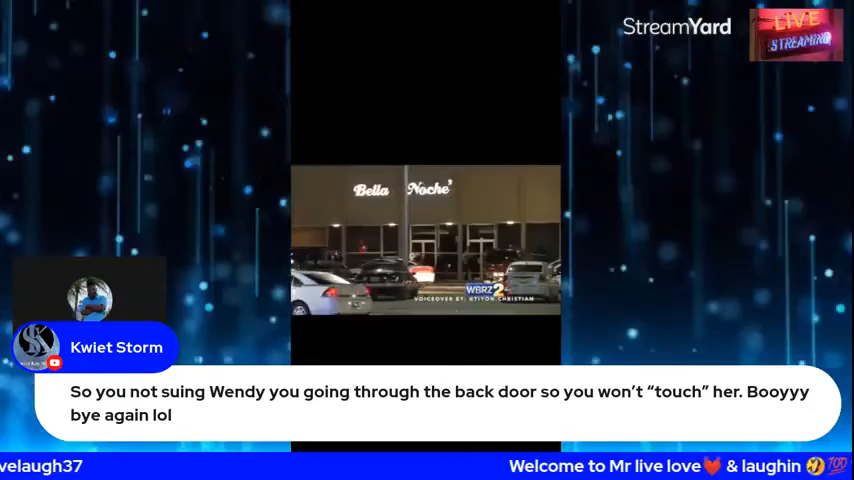 StreamYard
LIVE
STREAMING
Bella Noche'
WBRZ 2
VOICEOVER BY: KTIYON CHRISTIAN
Kwiet Storm
So you not suing Wendy you going through the back door so you won't “touch” her. Booyyy
bye again lol
velaugh37
Welcome to Mr live love❤️ & laughin 🤣💯